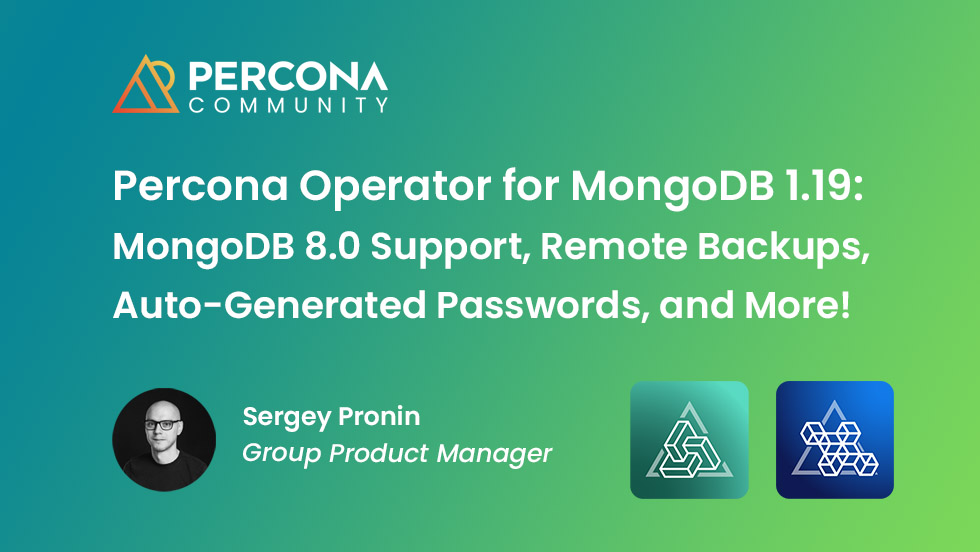 PERCONA
COMMUNITY
Percona Operator for MongoDB 1.19:
MongoDB 8.0 Support, Remote Backups,
Auto-Generated Passwords, and More!
Sergey Pronin
Group Product Manager